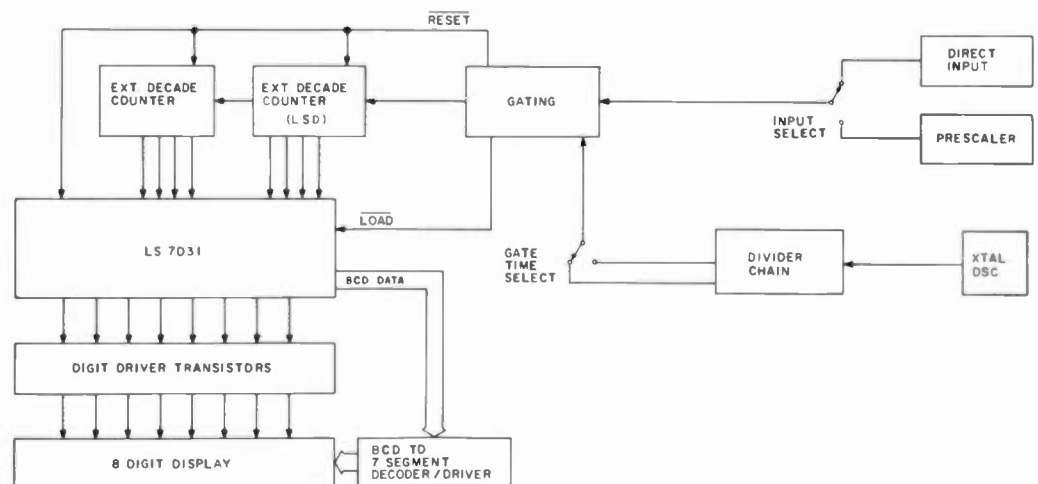 RESET
DIRECT
INPUT
EXT DECADE
COUNTER
EXT DECADE
COUNTER
(LSD)
GATING
INPUT
SELECT
PRESCALER
LOAD
LS 7031
GATE
TIME
SELECT
DIVIDER
CHAIN
XTAL
OSC
BCD DATA
DIGIT DRIVER TRANSISTORS
8 DIGIT DISPLAY
BCD TO
7 SEGMENT
DECODER/DRIVER